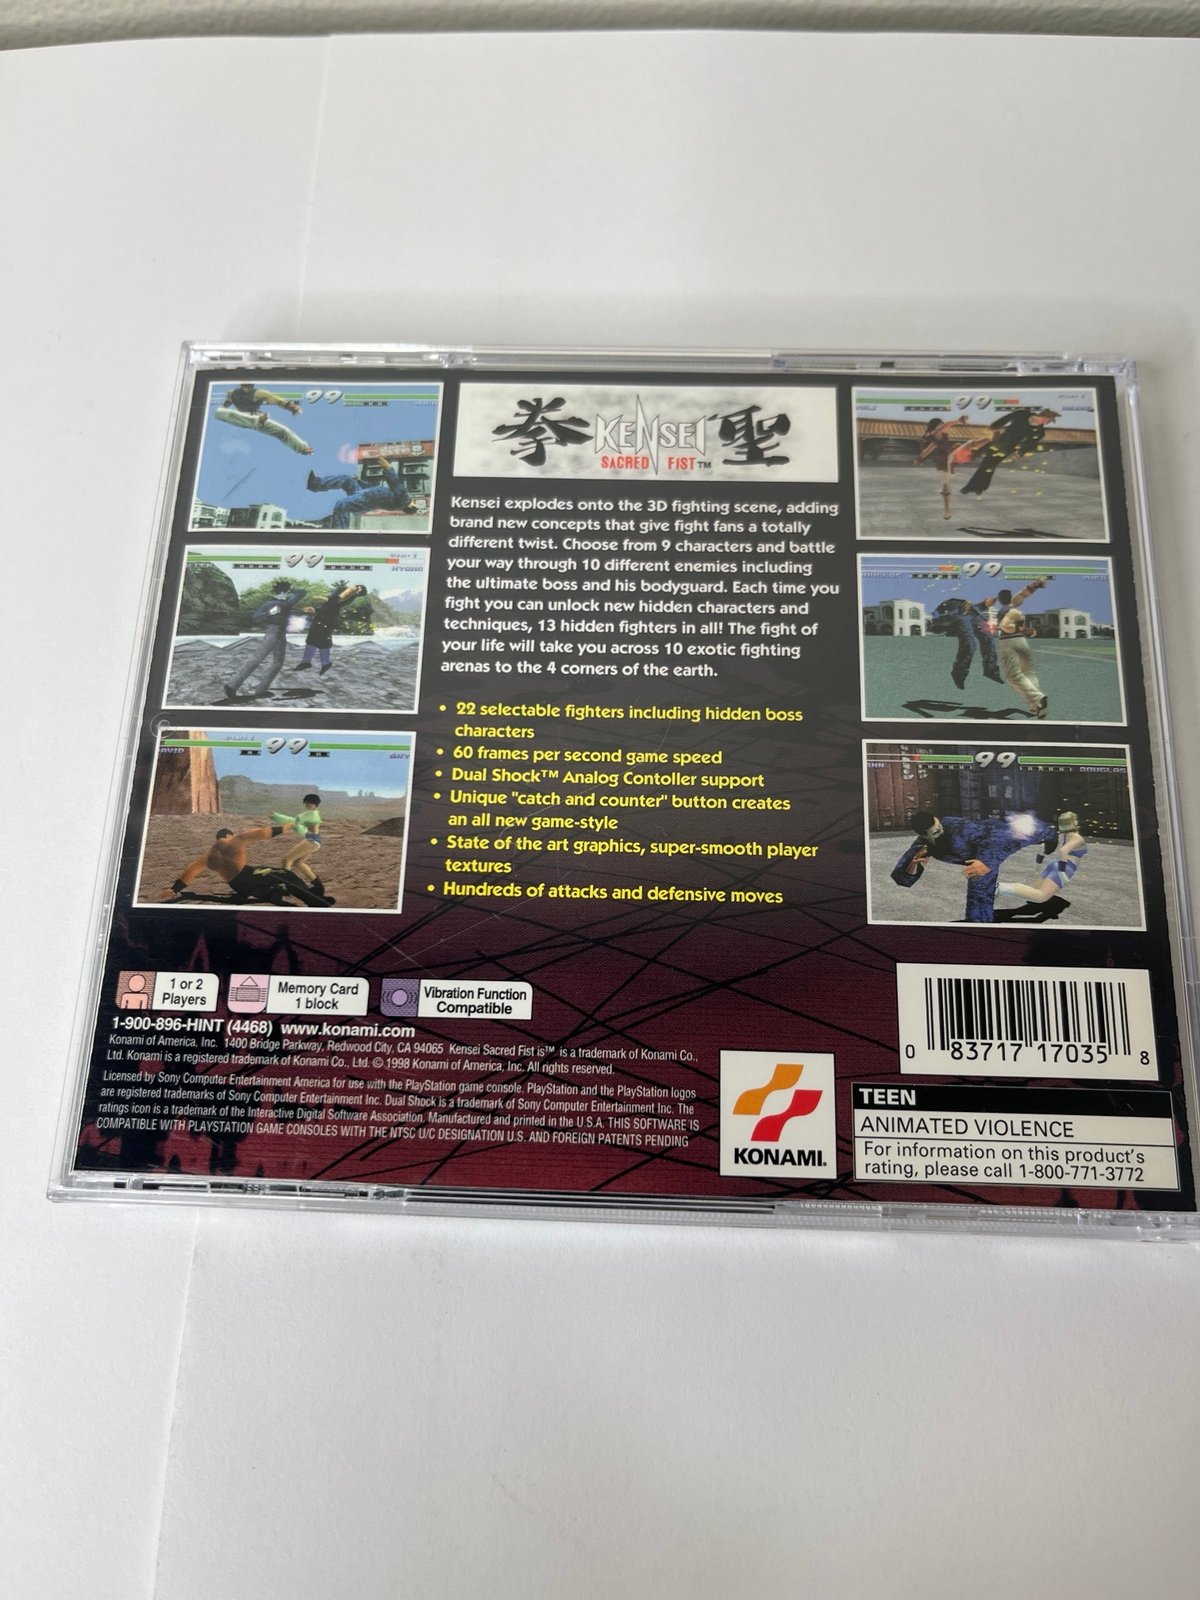 拳 KENSEI 聖
SACRED FIST™
Kensei explodes onto the 3D fighting scene, adding
brand new concepts that give fight fans a totally
different twist. Choose from 9 characters and battle
your way through 10 different enemies including
the ultimate boss and his bodyguard. Each time you
fight you can unlock new hidden characters and
techniques, 13 hidden fighters in all! The fight of
your life will take you across 10 exotic fighting
arenas to the 4 corners of the earth.
• 22 selectable fighters including hidden boss
characters
• 60 frames per second game speed
• Dual Shock™ Analog Contoller support
• Unique "catch and counter" button creates
an all new game-style
• State of the art graphics, super-smooth player
textures
• Hundreds of attacks and defensive moves
99
99
99
DAVID
99
99
DOUGLAS
YUGO
99
ANN
DOUGLAS
1 or 2
Players
Memory Card
1 block
Vibration Function
Compatible
1-900-896-HINT (4468) www.konami.com
Konami of America, Inc. 1400 Bridge Parkway, Redwood City, CA 94065 Kensei Sacred Fist is™ is a trademark of Konami Co.,
Ltd. Konami is a registered trademark of Konami Co., Ltd. © 1998 Konami of America, Inc. All rights reserved.
Licensed by Sony Computer Entertainment America for use with the PlayStation game console. PlayStation and the PlayStation logos
are registered trademarks of Sony Computer Entertainment Inc. Dual Shock is a trademark of Sony Computer Entertainment Inc. The
ratings icon is a trademark of the Interactive Digital Software Association. Manufactured and printed in the U.S.A. THIS SOFTWARE IS
COMPATIBLE WITH PLAYSTATION GAME CONSOLES WITH THE NTSC U/C DESIGNATION U.S. AND FOREIGN PATENTS PENDING
KONAMI.
0 83717 17035 8
TEEN
ANIMATED VIOLENCE
For information on this product's
rating, please call 1-800-771-3772